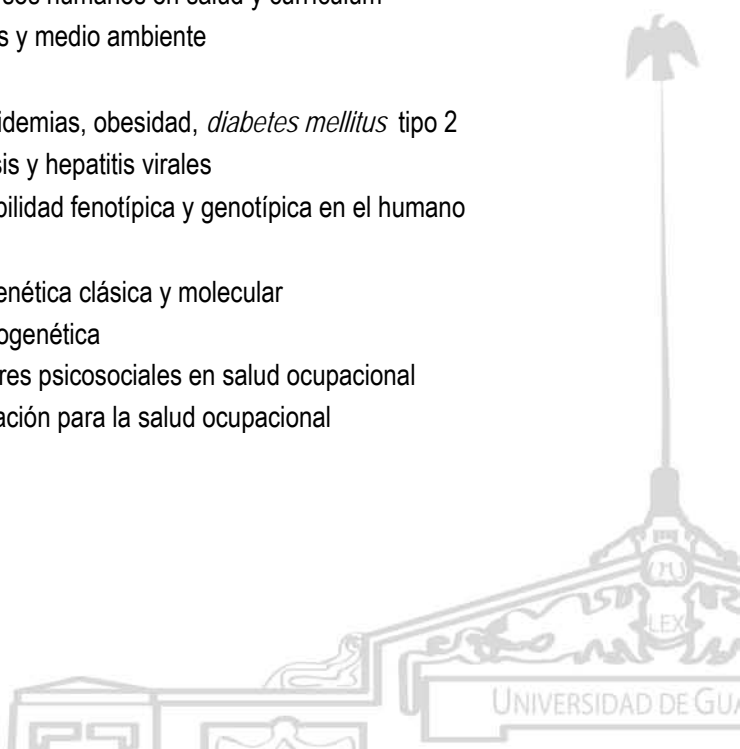 sos humanos en salud y currículum
s y medio ambiente
idemias, obesidad, diabetes mellitus tipo 2
sis y hepatitis virales
bilidad fenotípica y genotípica en el humano
enética clásica y molecular
ogenética
res psicosociales en salud ocupacional
ación para la salud ocupacional
LEX
UNIVERSIDAD DE GUA